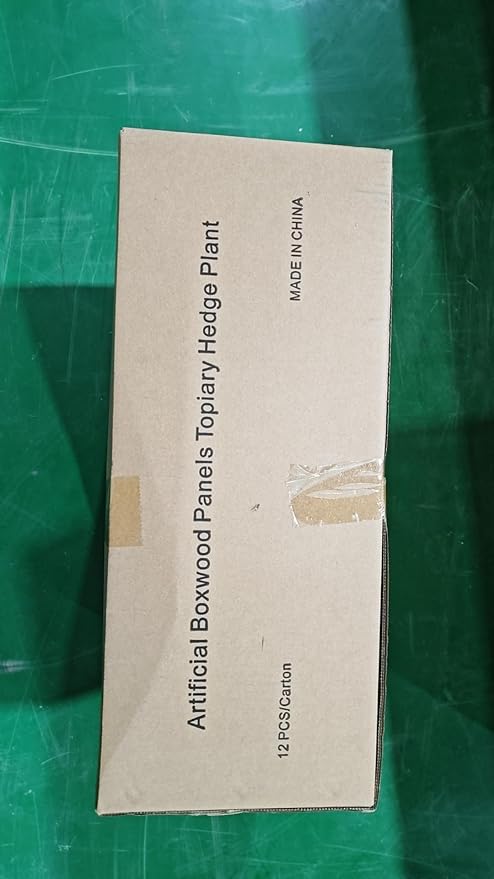 Artificial Boxwood Panels Topiary Hedge Plant
12 PCS/Carton
MADE IN CHINA